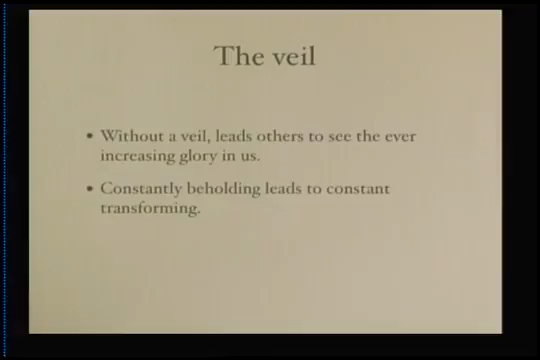 The veil
• Without a veil, leads others to see the ever
increasing glory in us.
• Constantly beholding leads to constant
transforming.